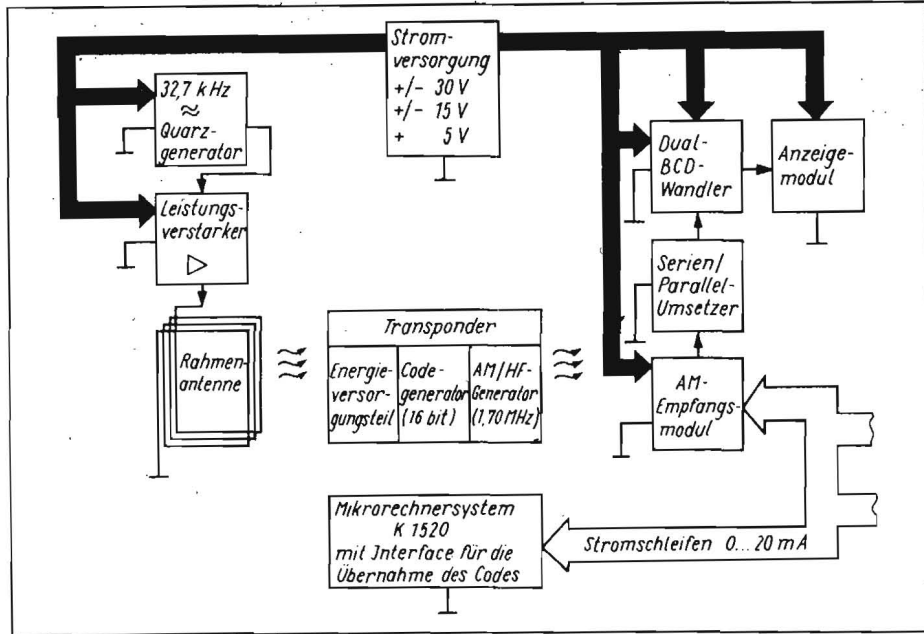 Strom-
versorgung
+/- 30 V
+/- 15 V
+ 5 V
32,7 kHz
≈
Quarz-
generator
Leistungs-
verstarker
Rahmen-
antenne
Transponder
Energie-
versor-
gungsteil
Code-
generator
(16 bit)
AM/HF-
Generator
(1,70 MHz)
Dual-
BCD-
Wandler
Anzeige-
modul
Serien/
Parallel-
Umsetzer
AM-
Empfangs-
modul
Mikrorechnersystem
K 1520
mit Interface für die
Übernahme des Codes
Stromschleifen 0...20 mA